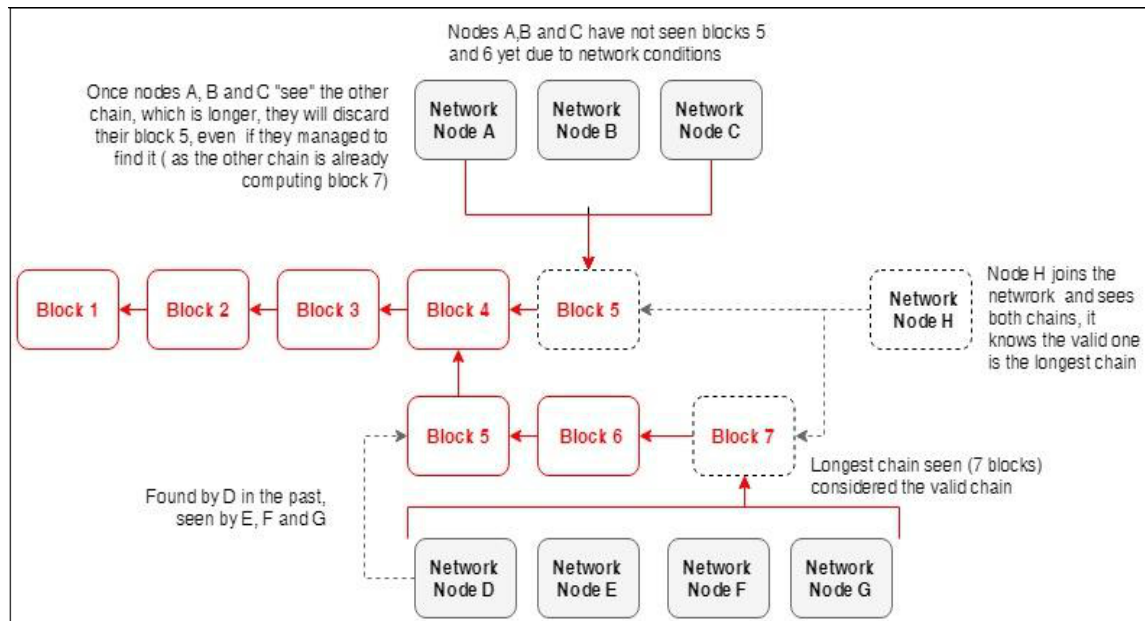 Nodes A,B and C have not seen blocks 5
and 6 yet due to network conditions
Once nodes A, B and C "see" the other
chain, which is longer, they will discard
their block 5, even if they managed to
find it ( as the other chain is already
computing block 7)
Network
Node A
Network
Node B
Network
Node C
Block 1
Block 2
Block 3
Block 4
Block 5
Network
Node H
Node H joins the
netwrork and sees
both chains, it
knows the valid one
is the longest chain
Block 5
Block 6
Block 7
Longest chain seen (7 blocks)
considered the valid chain
Found by D in the past,
seen by E, F and G
Network
Node D
Network
Node E
Network
Node F
Network
Node G